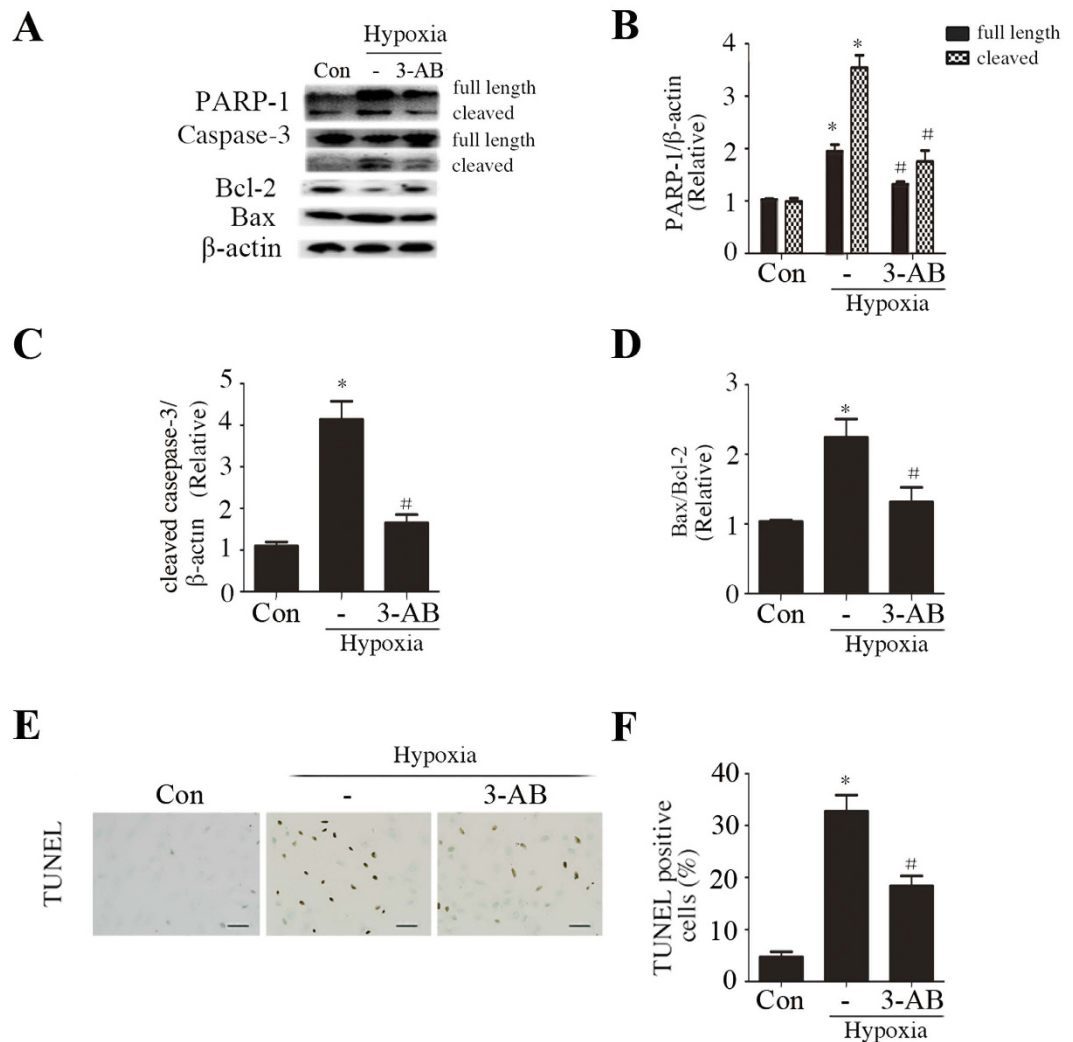 A
Hypoxia
Con - 3-AB
PARP-1
full length
cleaved
Caspase-3
full length
cleaved
Bcl-2
Bax
β-actin
B
full length
cleaved
PARP-1/β-actin
(Relative)
4
3
2
1
0
*
*
#
#
Con - 3-AB
Hypoxia
C
cleaved casepase-3/
β-actin (Relative)
5
4
3
2
1
0
*
#
Con - 3-AB
Hypoxia
D
Bax/Bcl-2
(Relative)
3
2
1
0
*
#
Con - 3-AB
Hypoxia
E
Hypoxia
Con - 3-AB
TUNEL
F
TUNEL positive
cells (%)
40
30
20
10
0
*
#
Con - 3-AB
Hypoxia